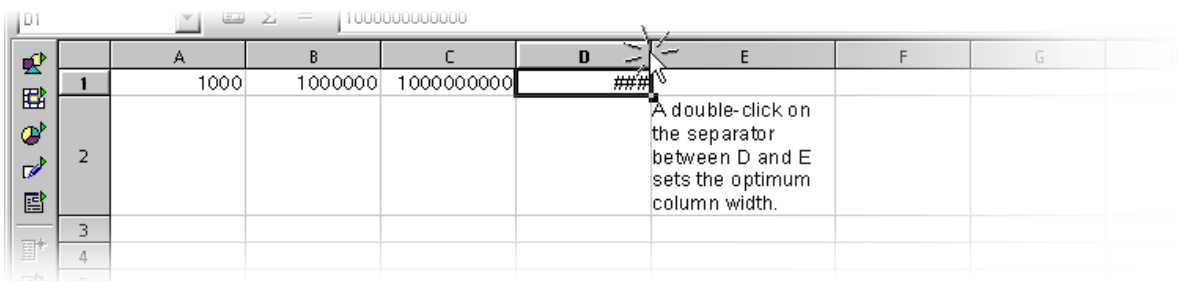 D1 Σ = 1000000000000
A B C D E F G
1 1000 1000000 1000000000 ###
2
A double-click on
the separator
between D and E
sets the optimum
column width.
3
4
5